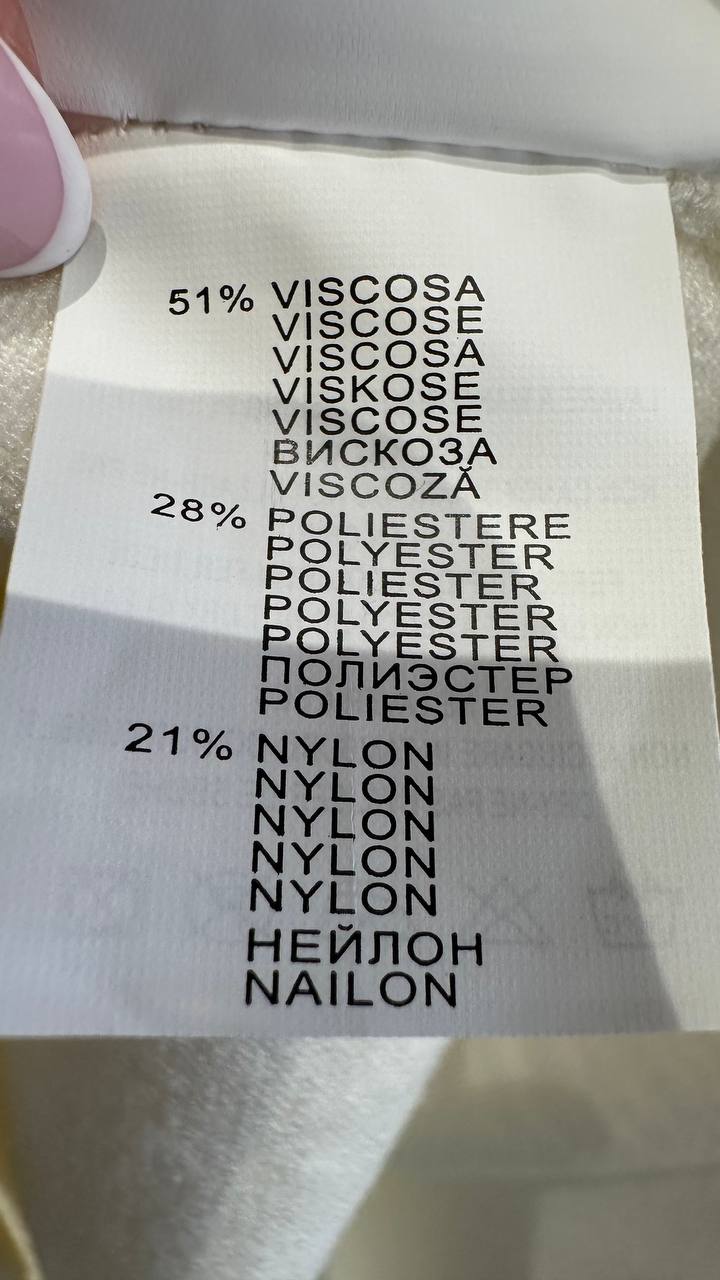 51% VISCOSA
VISCOSE
VISCOSA
VISKOSE
VISCOSE
ВИСКОЗА
VISCOZĂ
28% POLIESTERE
POLYESTER
POLIESTER
POLYESTER
POLYESTER
ПОЛИЭСТЕР
POLIESTER
21% NYLON
NYLON
NYLON
NYLON
NYLON
НЕЙЛОН
NAILON